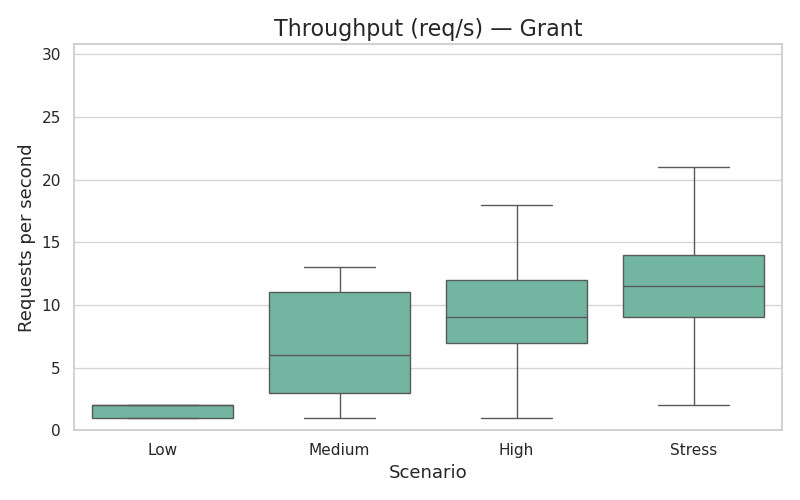 Throughput (req/s) — Grant
30
25
20
15
10
5
0
Requests per second
Low Medium High Stress
Scenario